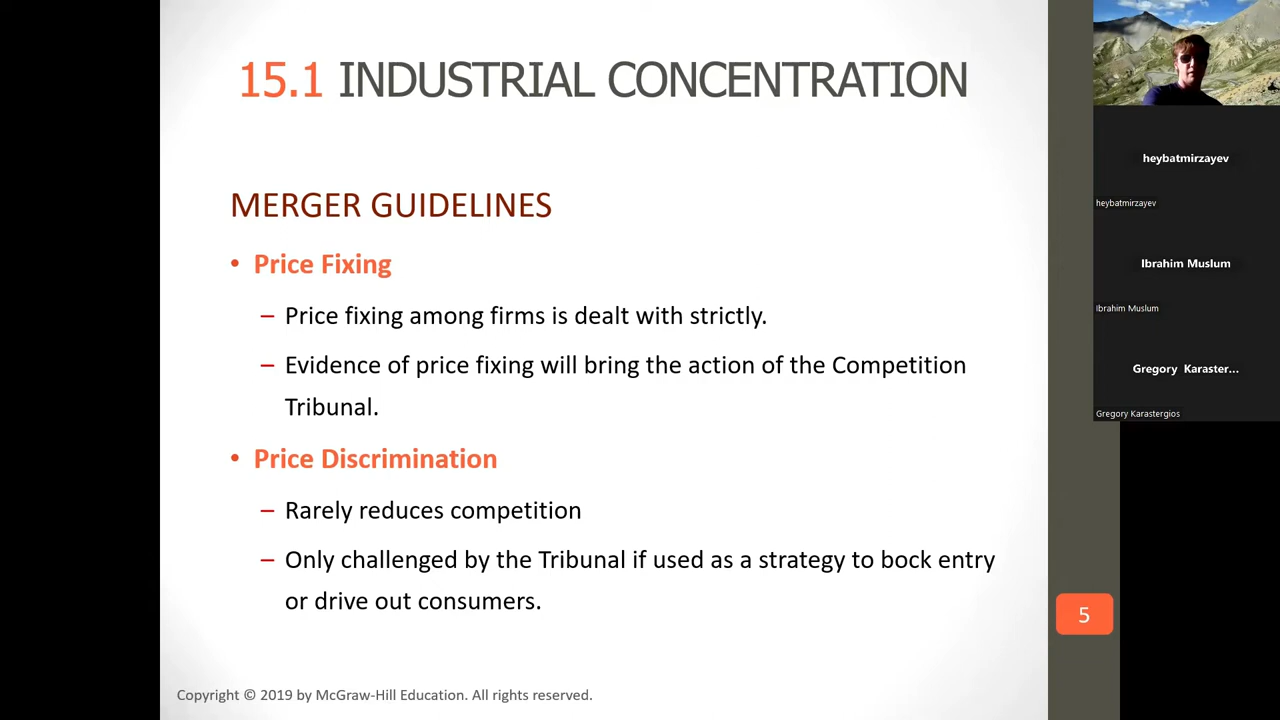 15.1 INDUSTRIAL CONCENTRATION
MERGER GUIDELINES
• Price Fixing
– Price fixing among firms is dealt with strictly.
– Evidence of price fixing will bring the action of the Competition
Tribunal.
• Price Discrimination
– Rarely reduces competition
– Only challenged by the Tribunal if used as a strategy to bock entry
or drive out consumers.
5
Copyright © 2019 by McGraw-Hill Education. All rights reserved.
heybatmirzayev
heybatmirzayev
Ibrahim Muslum
Ibrahim Muslum
Gregory Karaster...
Gregory Karastergios